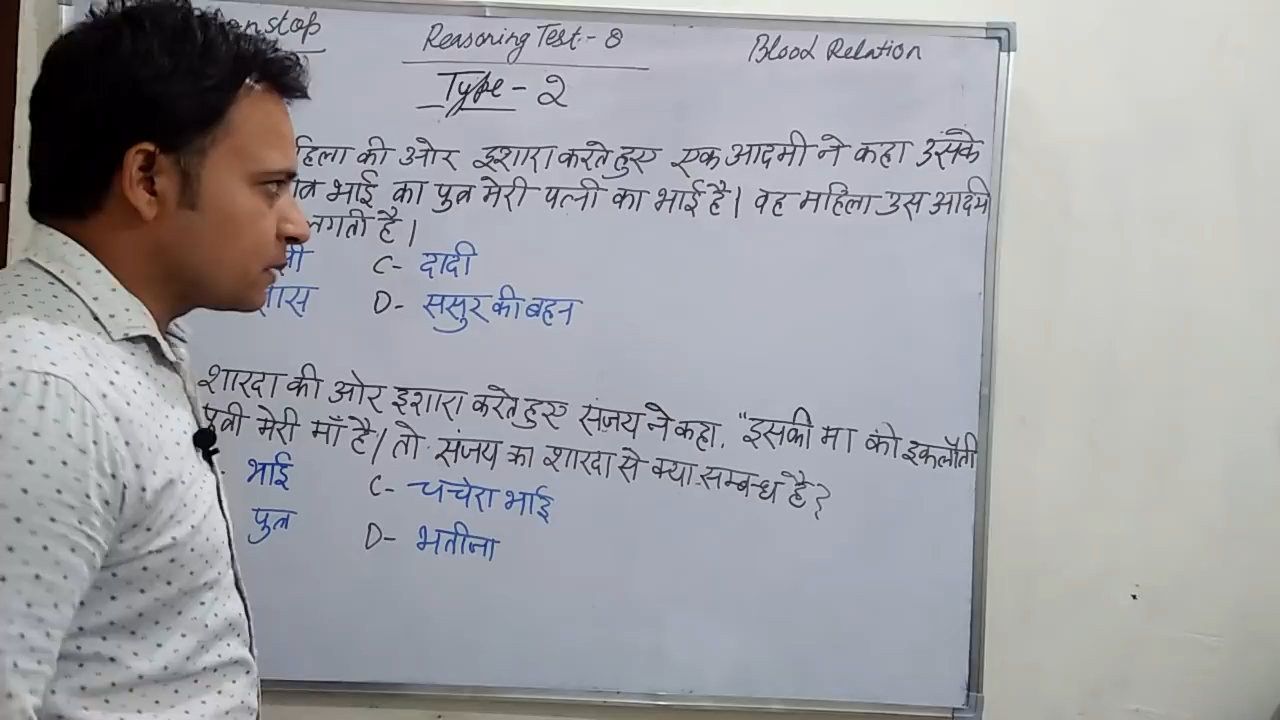 nstop Reasoning Test - 8 Blood Relation
Type - 2
हिला की ओर इशारा करते हुए एक आदमी ने कहा उसके
भाई का पुत्र मेरी पत्नी का भाई है। वह महिला उस आदमी
लगती है।
C- दादी
D- ससुर की बहन
शारदा की ओर इशारा करते हुए संजय ने कहा, "इसकी मा की इकलौती
पुत्री मेरी माँ है। तो संजय का शारदा से क्या सम्बन्ध है?
भाई C- चचेरा भाई
पुत्र D- भतीजा